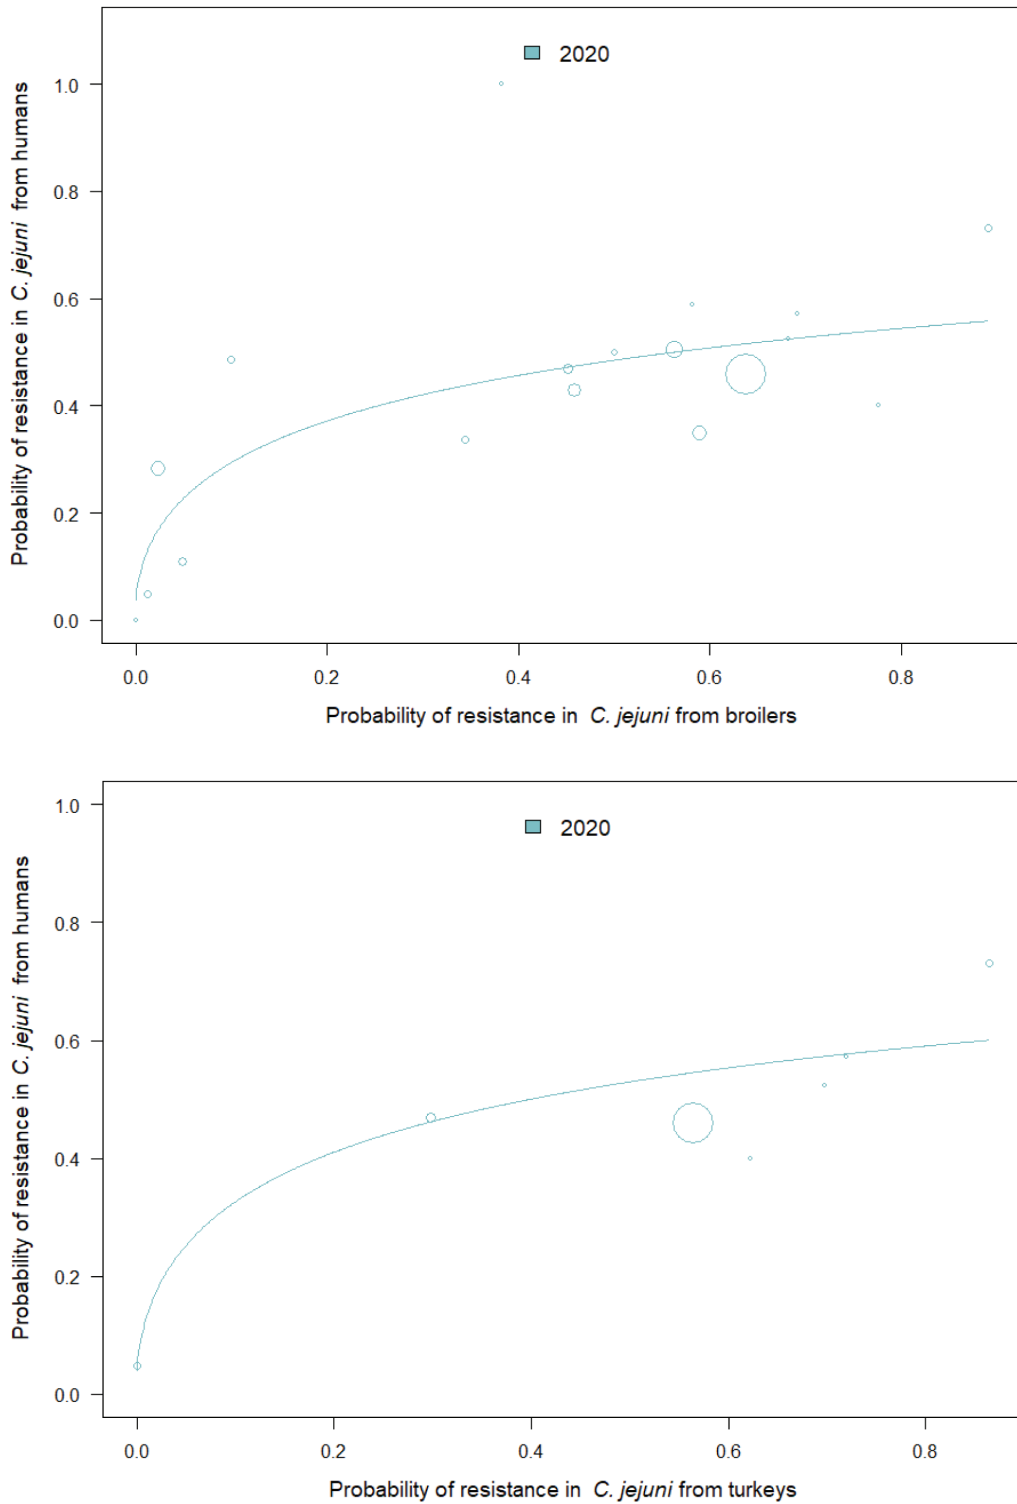 2020
1.0
0.8
0.6
0.4
0.2
0.0
Probability of resistance in C. jejuni from humans
0.0 0.2 0.4 0.6 0.8
Probability of resistance in C. jejuni from broilers
2020
1.0
0.8
0.6
0.4
0.2
0.0
Probability of resistance in C. jejuni from humans
0.0 0.2 0.4 0.6 0.8
Probability of resistance in C. jejuni from turkeys